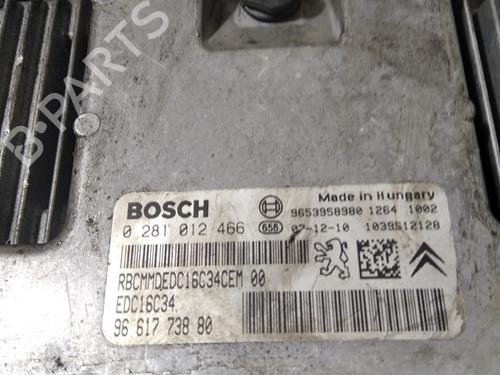 B-PARTS
Made in Hungary
BOSCH 9653958980 1264 1002
0 281 012 466 658 07-12-10 1039S12128
RBCMMDEDC16C34CEM 00
EDC16C34
96 617 738 80